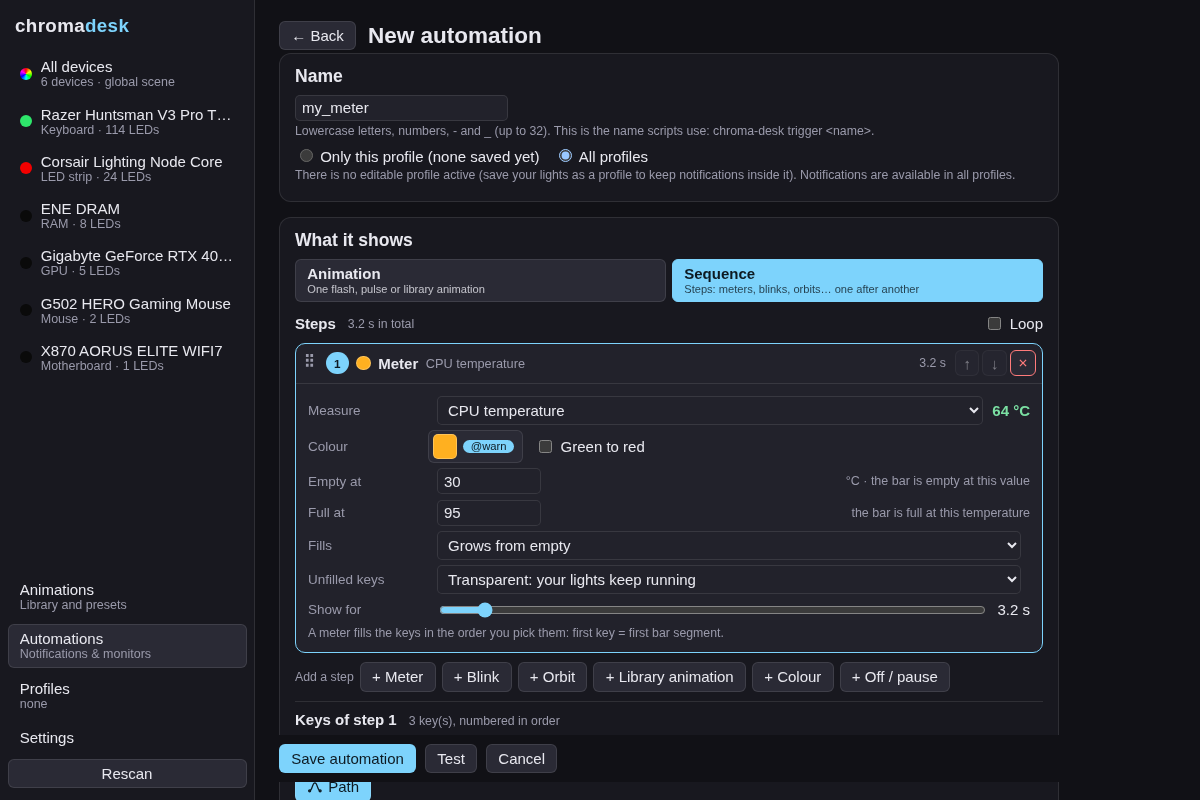 chromadesk
All devices
6 devices · global scene
Razer Huntsman V3 Pro T…
Keyboard · 114 LEDs
Corsair Lighting Node Core
LED strip · 24 LEDs
ENE DRAM
RAM · 8 LEDs
Gigabyte GeForce RTX 40…
GPU · 5 LEDs
G502 HERO Gaming Mouse
Mouse · 2 LEDs
X870 AORUS ELITE WIFI7
Motherboard · 1 LEDs
Animations
Library and presets
Automations
Notifications & monitors
Profiles
none
Settings
Rescan
← Back New automation
Name
my_meter
Lowercase letters, numbers, - and _ (up to 32). This is the name scripts use: chroma-desk trigger <name>.
Only this profile (none saved yet) All profiles
There is no editable profile active (save your lights as a profile to keep notifications inside it). Notifications are available in all profiles.
What it shows
Animation
One flash, pulse or library animation
Sequence
Steps: meters, blinks, orbits… one after another
Steps 3.2 s in total Loop
1 Meter CPU temperature 3.2 s ↑ ↓ ×
Measure CPU temperature 64 °C
Colour @warn Green to red
Empty at 30 °C · the bar is empty at this value
Full at 95 the bar is full at this temperature
Fills Grows from empty
Unfilled keys Transparent: your lights keep running
Show for 3.2 s
A meter fills the keys in the order you pick them: first key = first bar segment.
Add a step + Meter + Blink + Orbit + Library animation + Colour + Off / pause
Keys of step 1 3 key(s), numbered in order
Save automation Test Cancel
Path